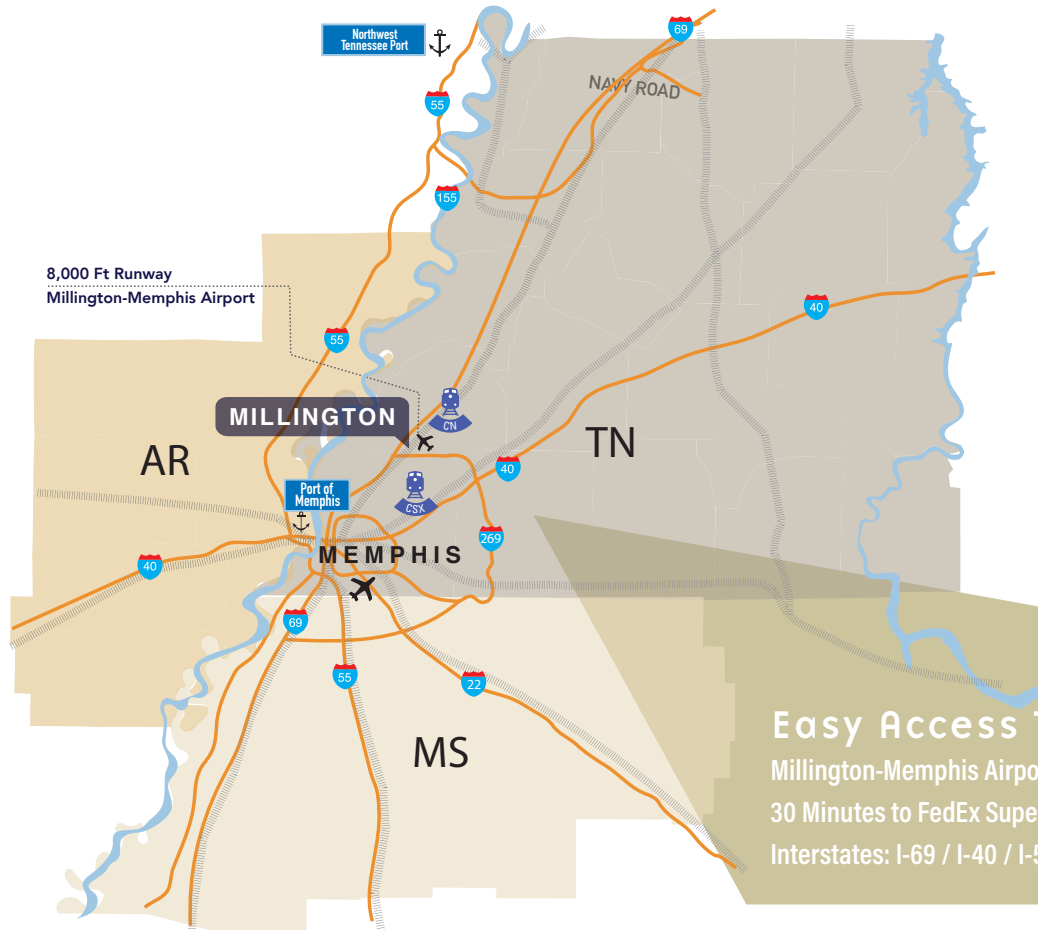 Northwest
Tennessee Port
69
NAVY ROAD
55
155
8,000 Ft Runway
Millington-Memphis Airport
40
55
CN
MILLINGTON
TN
AR
40
Port of
Memphis
CSX
269
MEMPHIS
40
69
55
22
MS
Easy Access
Millington-Memphis Airpo
30 Minutes to FedEx Supe
Interstates: I-69 / I-40 / I-5